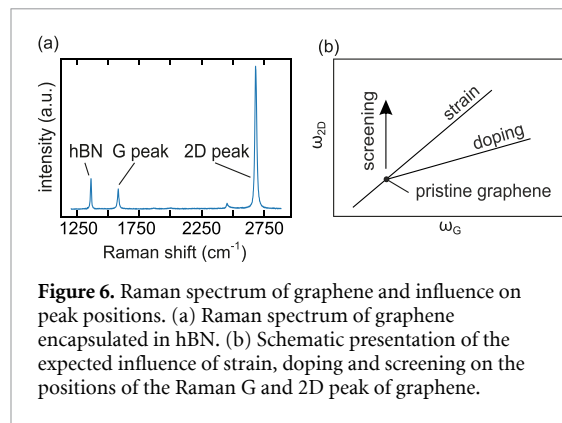 (a)
intensity (a.u.)
hBN
G peak
2D peak
1250 1750 2250 2750
Raman shift (cm⁻¹)
(b)
ω2D
screening
strain
doping
pristine graphene
ωG
Figure 6. Raman spectrum of graphene and influence on
peak positions. (a) Raman spectrum of graphene
encapsulated in hBN. (b) Schematic presentation of the
expected influence of strain, doping and screening on the
positions of the Raman G and 2D peak of graphene.